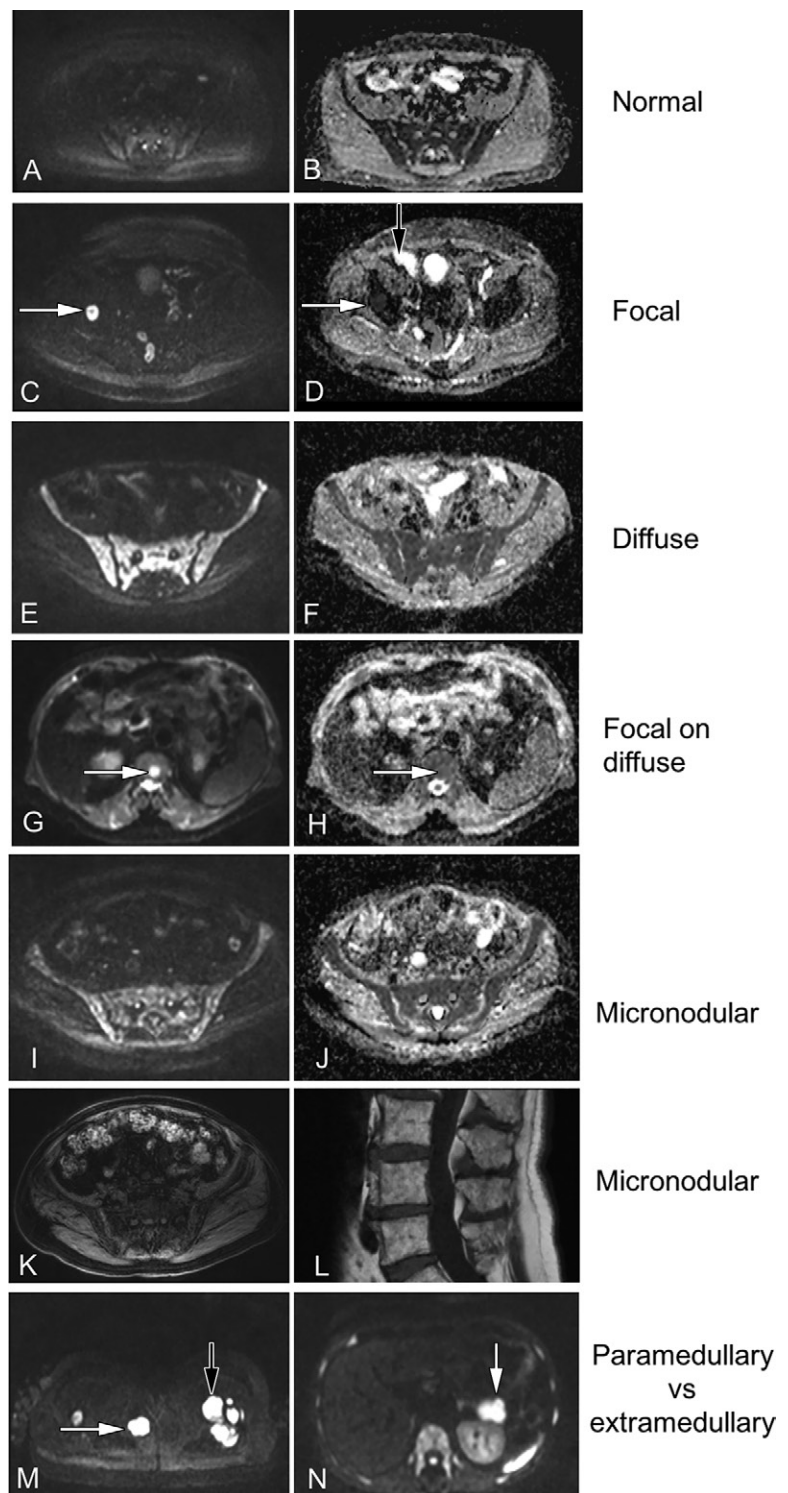 A
B
Normal
C
D
Focal
E
F
Diffuse
G
H
Focal on
diffuse
I
J
Micronodular
K
L
Micronodular
M
N
Paramedullary
vs
extramedullary